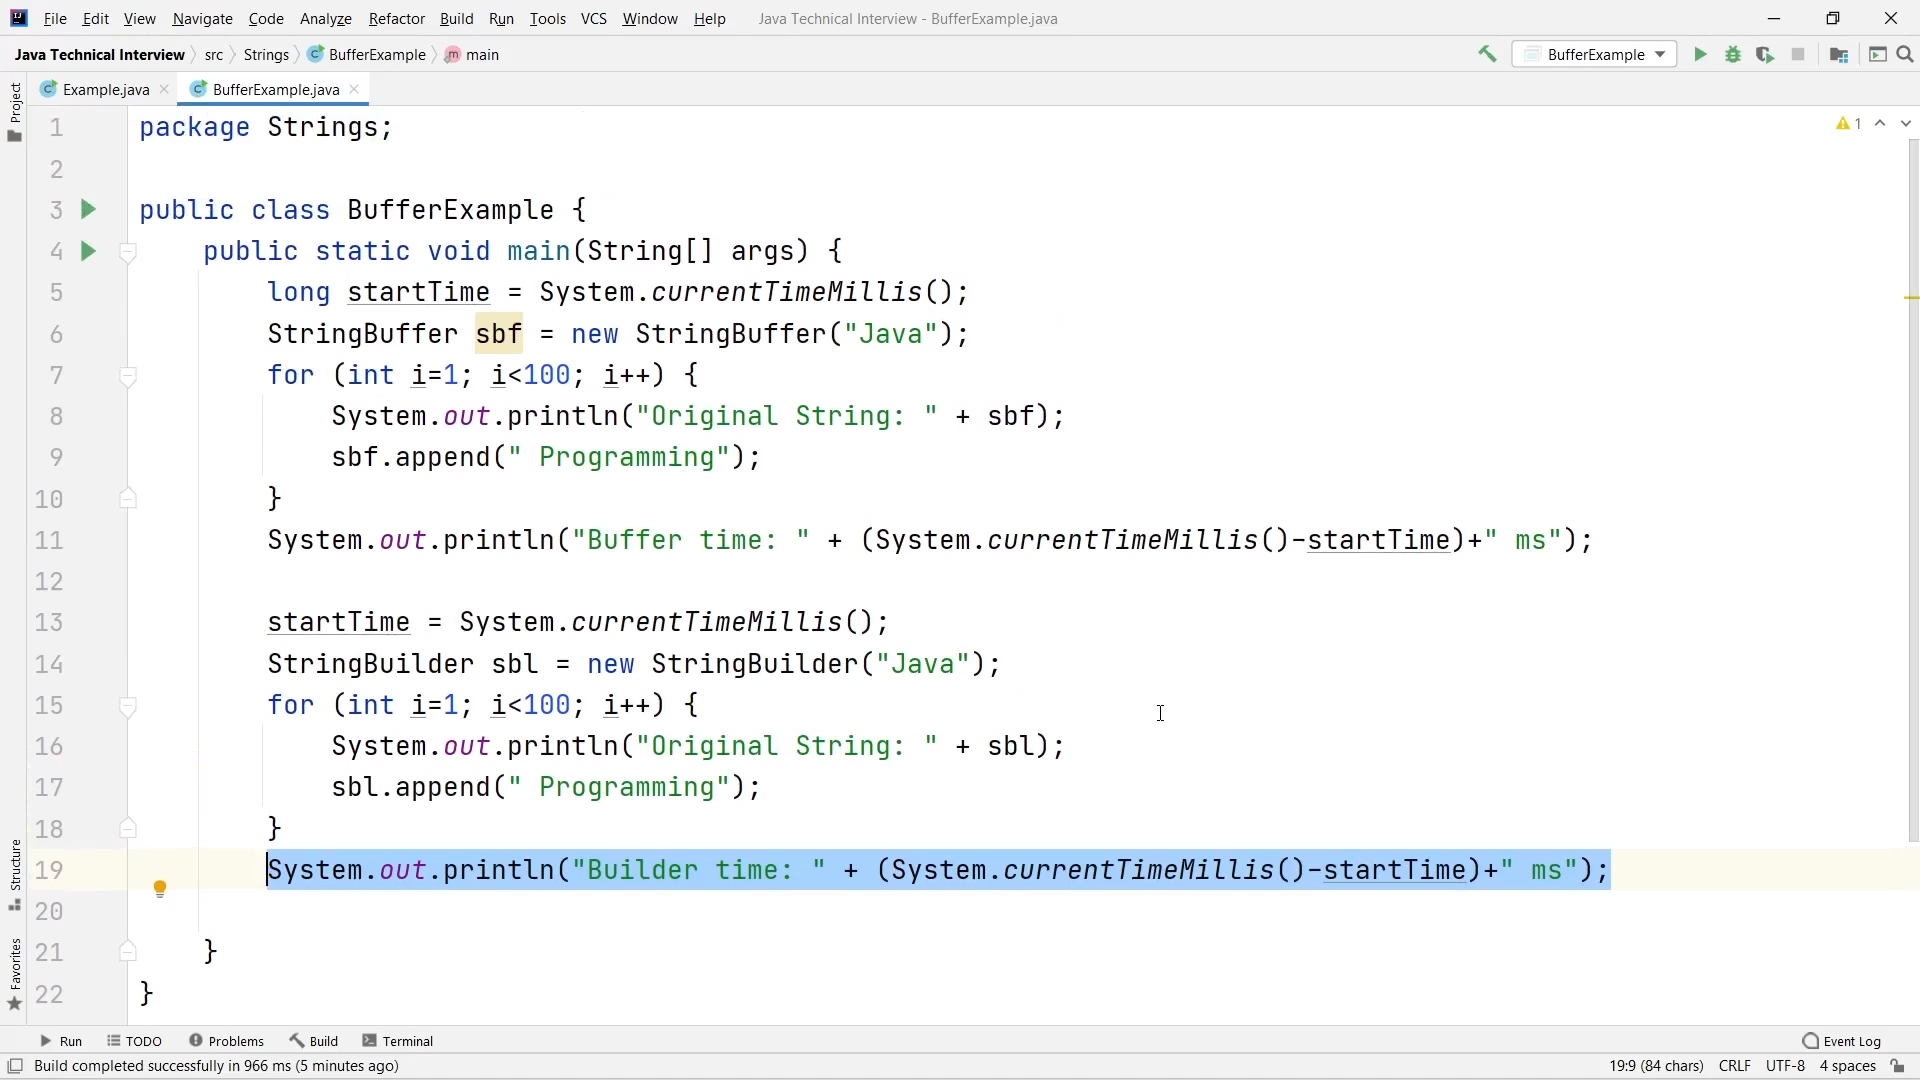 File Edit View Navigate Code Analyze Refactor Build Run Tools VCS Window Help Java Technical Interview - BufferExample.java
Java Technical Interview src Strings BufferExample main BufferExample
Example.java BufferExample.java
Project
1 package Strings;
1
2
3 public class BufferExample {
4 public static void main(String[] args) {
5 long startTime = System.currentTimeMillis();
6 StringBuffer sbf = new StringBuffer("Java");
7 for (int i=1; i<100; i++) {
8 System.out.println("Original String: " + sbf);
9 sbf.append(" Programming");
10 }
11 System.out.println("Buffer time: " + (System.currentTimeMillis()-startTime)+" ms");
12
13 startTime = System.currentTimeMillis();
14 StringBuilder sbl = new StringBuilder("Java");
15 for (int i=1; i<100; i++) {
16 System.out.println("Original String: " + sbl);
17 sbl.append(" Programming");
18 }
19 System.out.println("Builder time: " + (System.currentTimeMillis()-startTime)+" ms");
20
21 }
22 }
Structure
Favorites
Run TODO Problems Build Terminal Event Log
Build completed successfully in 966 ms (5 minutes ago) 19:9 (84 chars) CRLF UTF-8 4 spaces